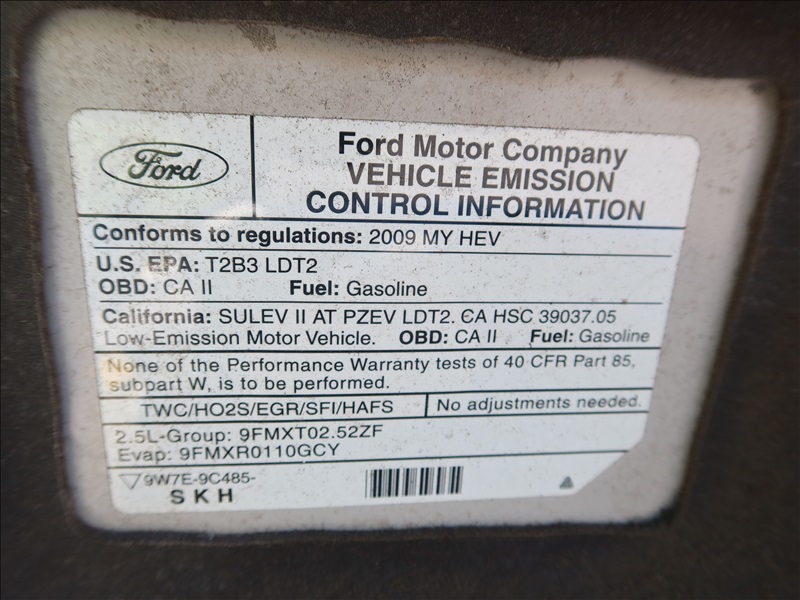 Ford
Ford Motor Company
VEHICLE EMISSION
CONTROL INFORMATION
Conforms to regulations: 2009 MY HEV
U.S. EPA: T2B3 LDT2
OBD: CA II Fuel: Gasoline
California: SULEV II AT PZEV LDT2. CA HSC 39037.05
Low-Emission Motor Vehicle. OBD: CA II Fuel: Gasoline
None of the Performance Warranty tests of 40 CFR Part 85,
subpart W, is to be performed.
TWC/HO2S/EGR/SFI/HAFS No adjustments needed.
2.5L-Group: 9FMXT02.52ZF
Evap: 9FMXR0110GCY
9W7E-9C485-
SKH